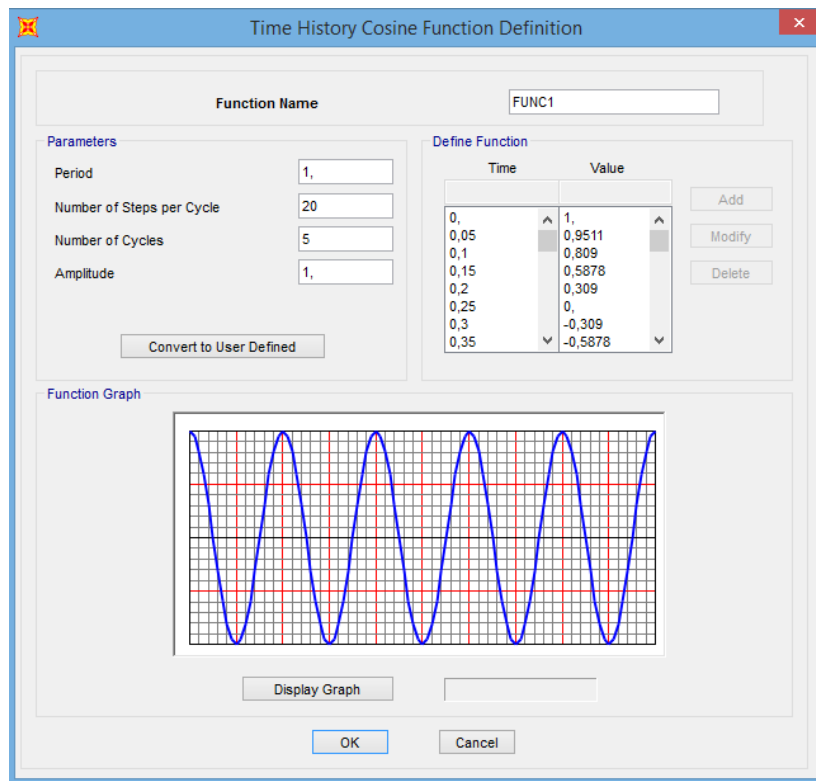 Time History Cosine Function Definition
Function Name
FUNC1
Parameters
Period 1,
Number of Steps per Cycle 20
Number of Cycles 5
Amplitude 1,
Convert to User Defined
Define Function
Time Value
0, 1,
0,05 0,9511
0,1 0,809
0,15 0,5878
0,2 0,309
0,25 0,
0,3 -0,309
0,35 -0,5878
Add
Modify
Delete
Function Graph
Display Graph
OK Cancel